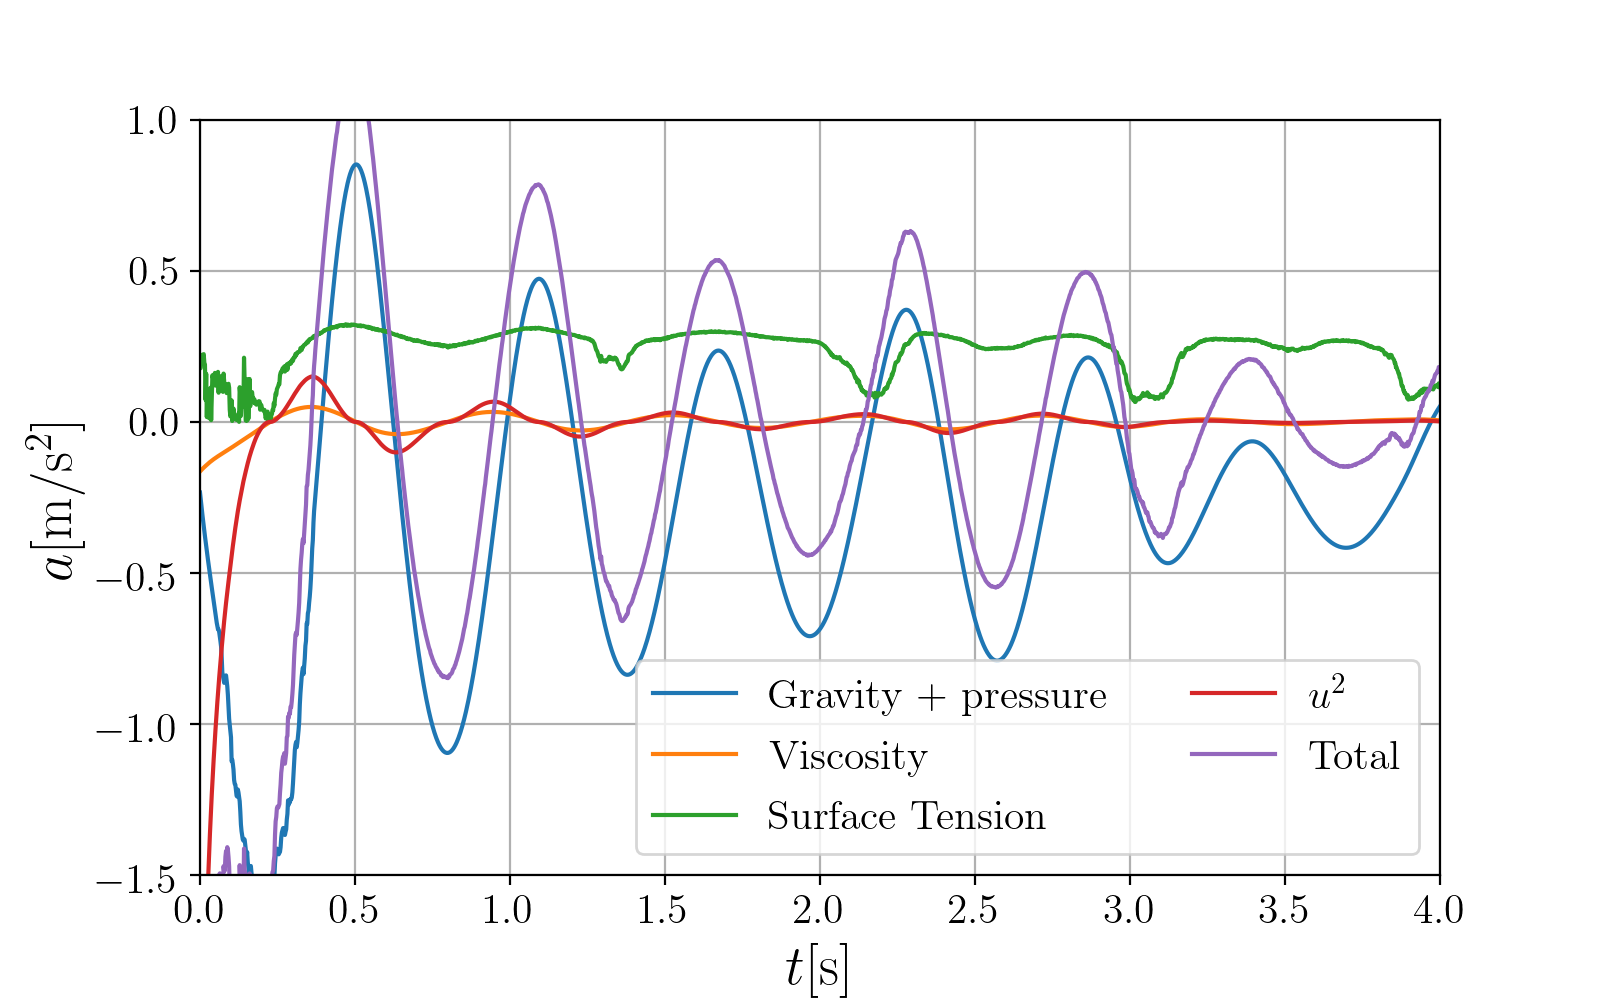 1.0
0.5
0.0
−0.5
−1.0
−1.5
a[m/s²]
Gravity + pressure
Viscosity
Surface Tension
u²
Total
0.0 0.5 1.0 1.5 2.0 2.5 3.0 3.5 4.0
t[s]